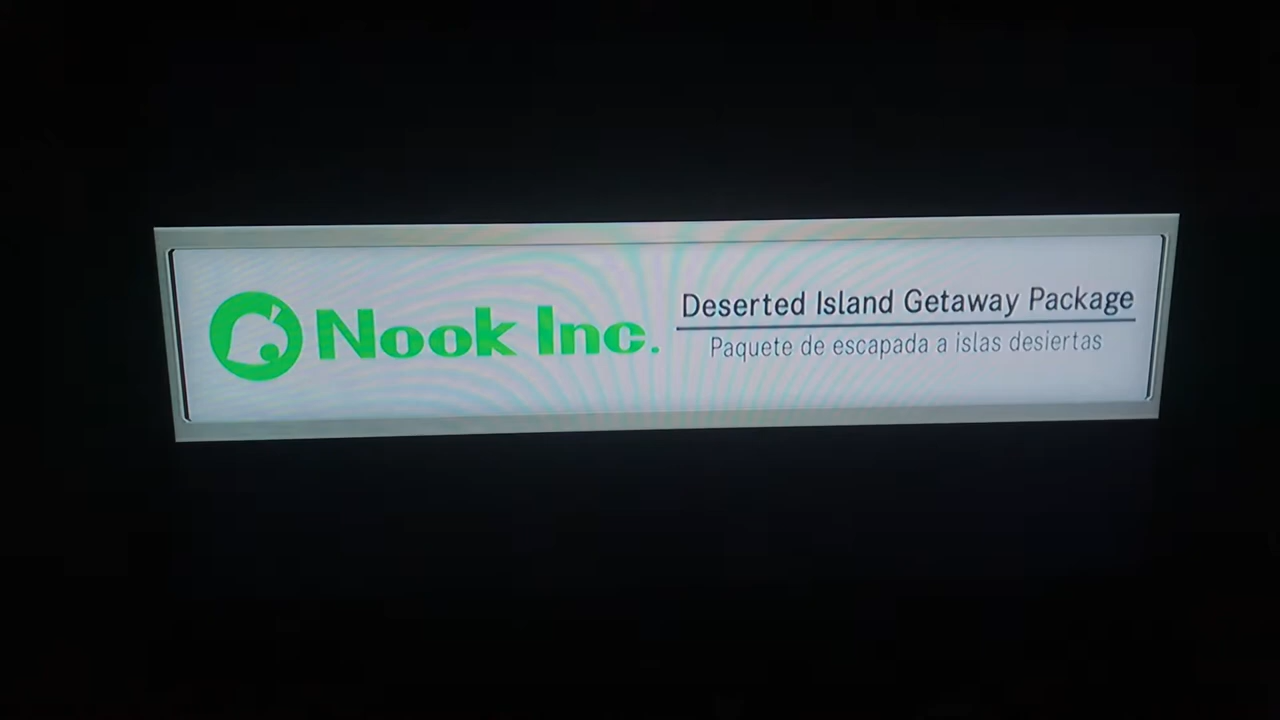 Nook Inc.
Deserted Island Getaway Package
Paquete de escapada a islas desiertas